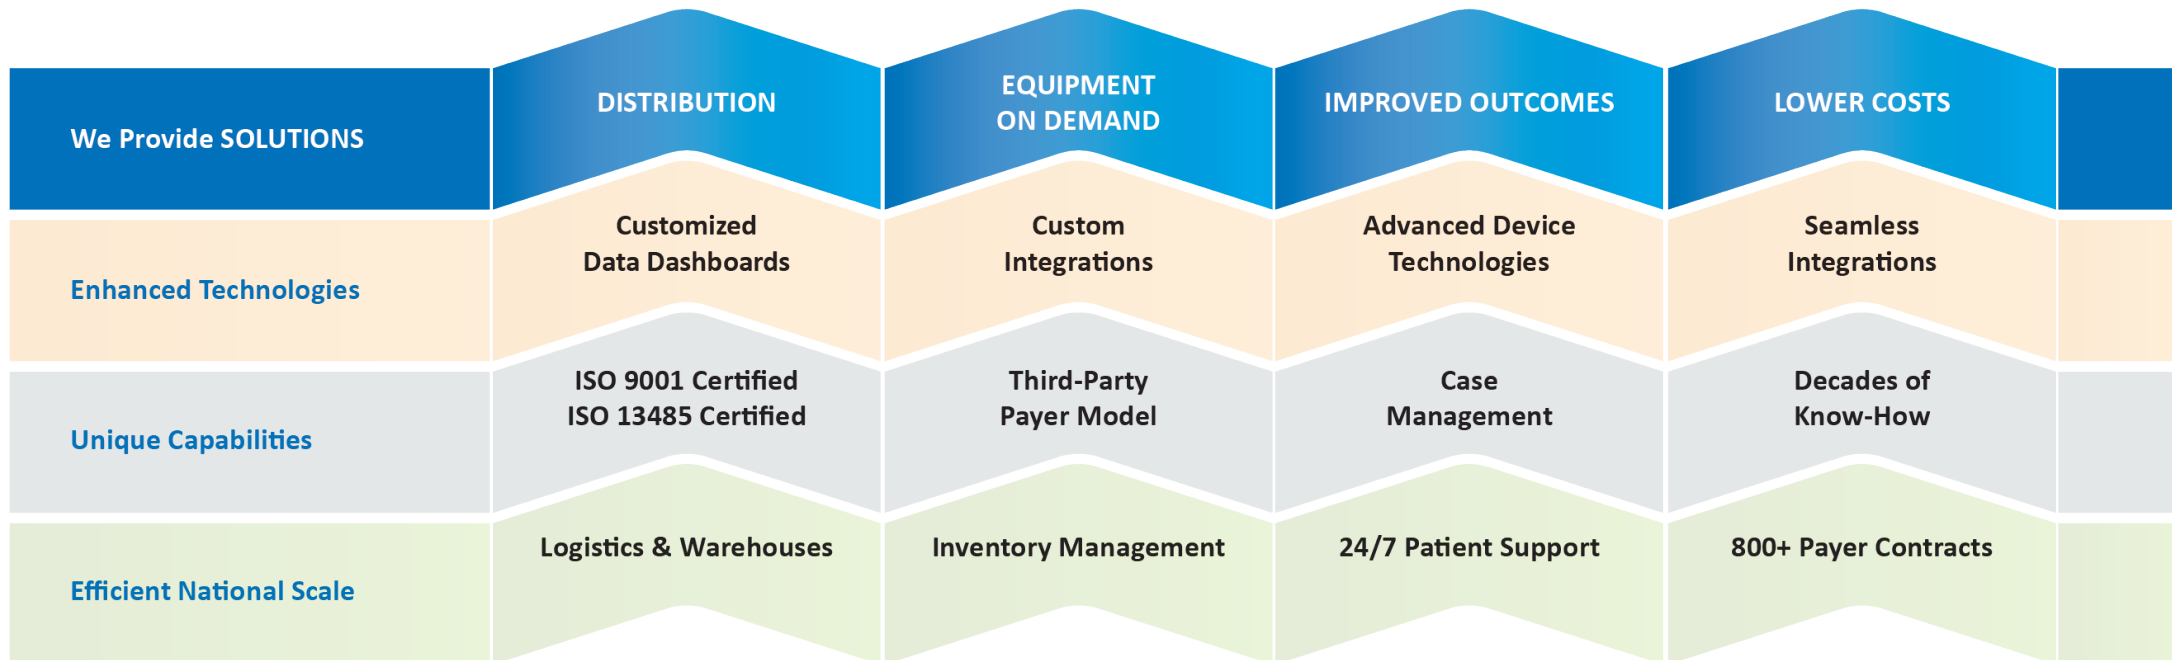 We Provide SOLUTIONS
DISTRIBUTION
EQUIPMENT
ON DEMAND
IMPROVED OUTCOMES
LOWER COSTS
Enhanced Technologies
Customized
Data Dashboards
Custom
Integrations
Advanced Device
Technologies
Seamless
Integrations
Unique Capabilities
ISO 9001 Certified
ISO 13485 Certified
Third-Party
Payer Model
Case
Management
Decades of
Know-How
Efficient National Scale
Logistics & Warehouses
Inventory Management
24/7 Patient Support
800+ Payer Contracts